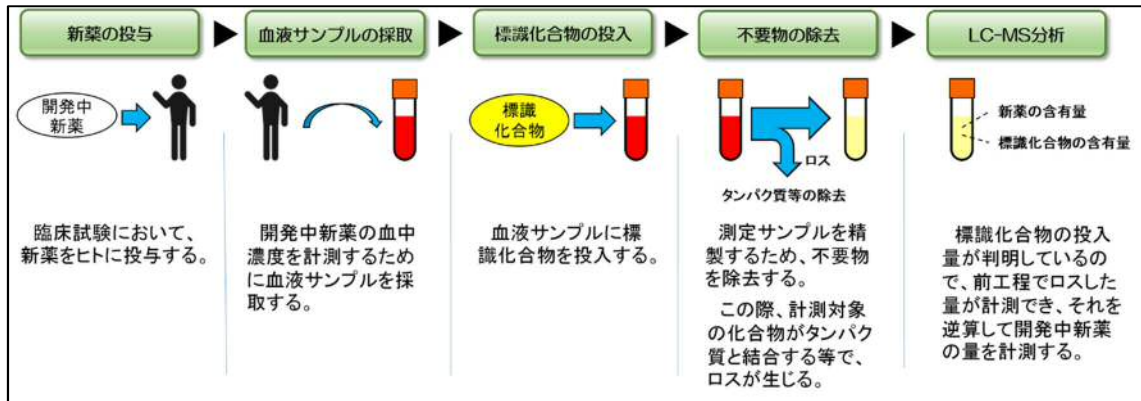 新薬の投与
血液サンプルの採取
標識化合物の投入
不要物の除去
LC-MS分析
開発中
新薬
標識
化合物
ロス
タンパク質等の除去
新薬の含有量
標識化合物の含有量
臨床試験において、
新薬をヒトに投与する。
開発中新薬の血中
濃度を計測するため
に血液サンプルを採
取する。
血液サンプルに標
識化合物を投入する。
測定サンプルを精
製するため、不要物
を除去する。
この際、計測対象
の化合物がタンパク
質と結合する等で、
ロスが生じる。
標識化合物の投入
量が判明しているの
で、前工程でロスした
量が計測でき、それを
逆算して開発中新薬
の量を計測する。